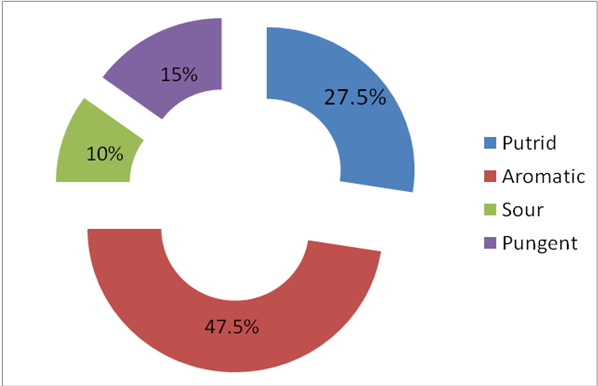 15%
27.5%
10%
47.5%
Putrid
Aromatic
Sour
Pungent